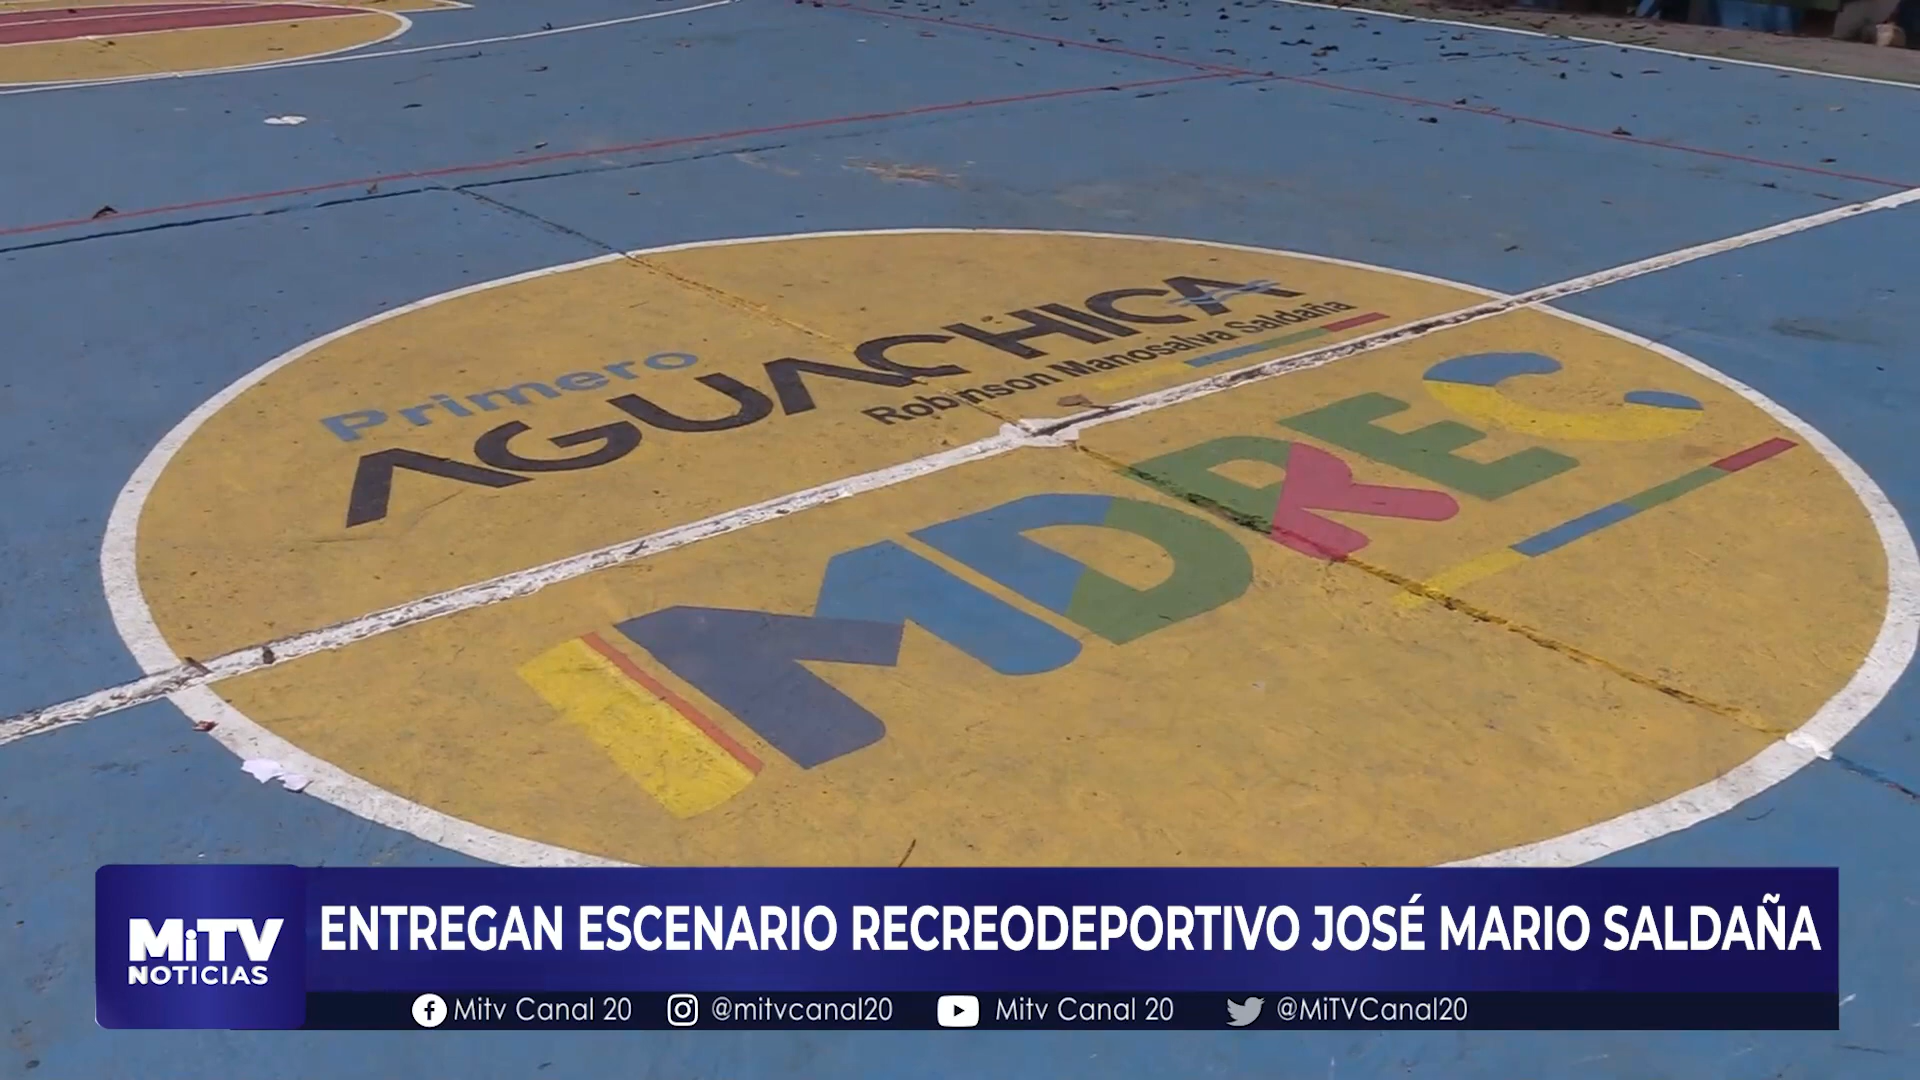 Primero
AGUACHICA
Robinson Manosalva Saldaña
IMDREC
MiTV
NOTICIAS
ENTREGAN ESCENARIO RECREODEPORTIVO JOSÉ MARIO SALDAÑA
Mitv Canal 20 @mitvcanal20 Mitv Canal 20 @MiTVCanal20